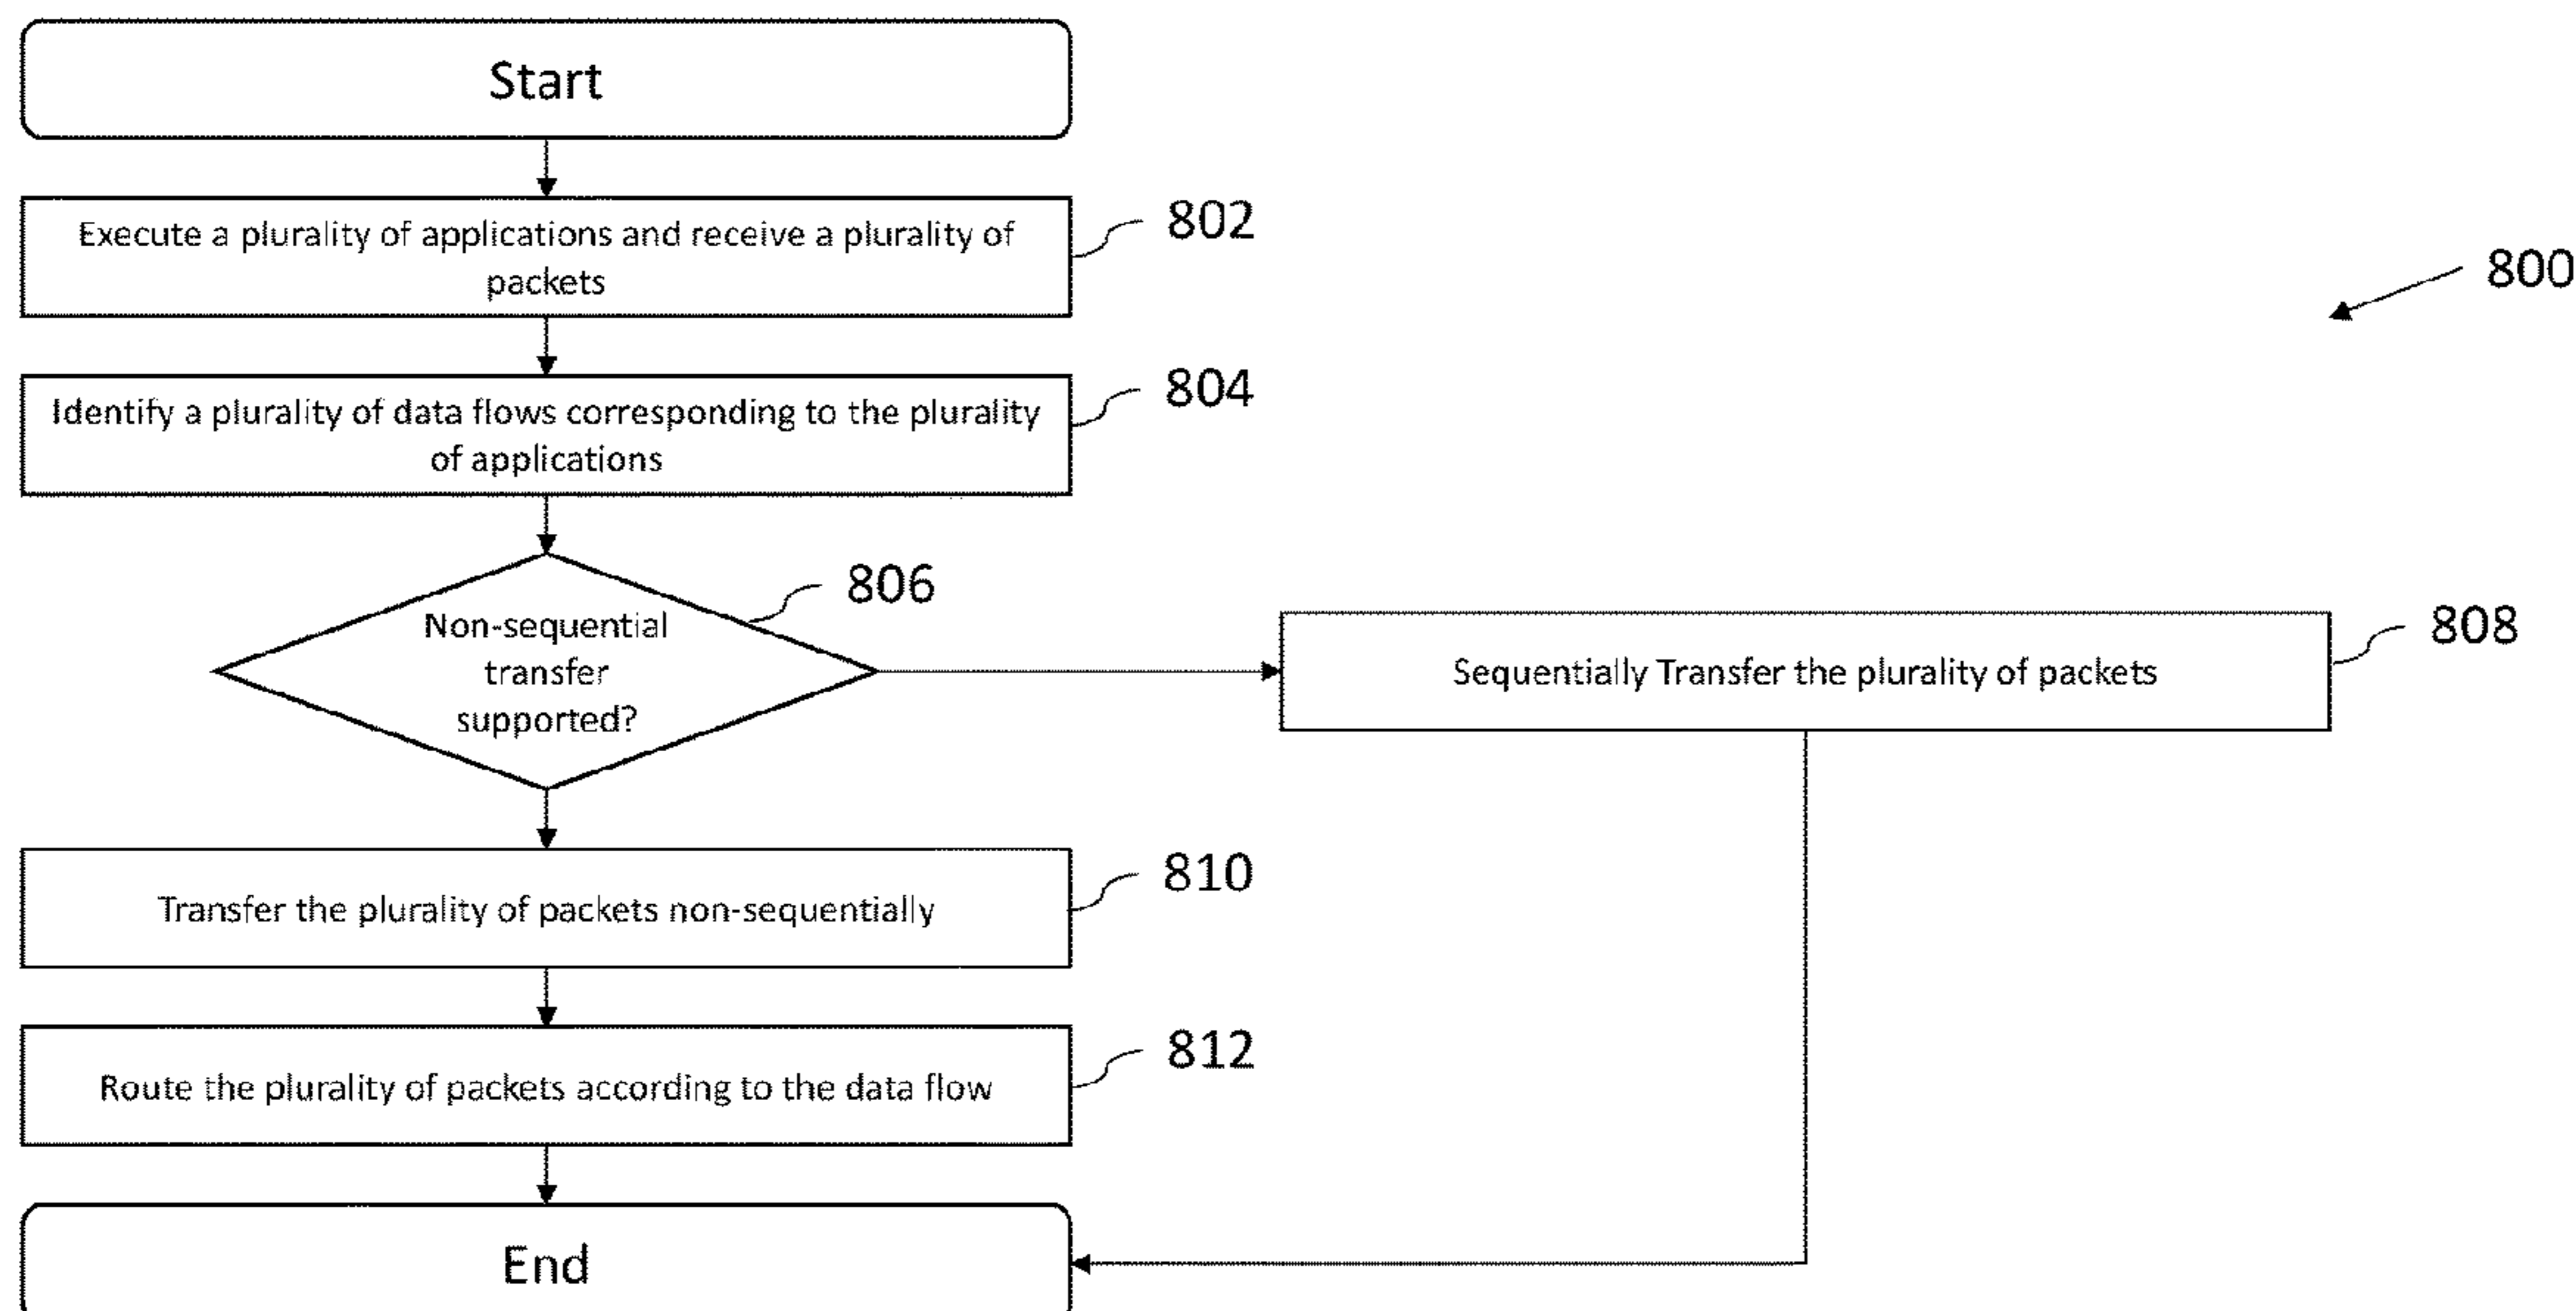 Start
Execute a plurality of applications and receive a plurality of
packets
802
800
Identify a plurality of data flows corresponding to the plurality
of applications
804
Non-sequential
transfer
supported?
806
Sequentially Transfer the plurality of packets
808
Transfer the plurality of packets non-sequentially
810
Route the plurality of packets according to the data flow
812
End